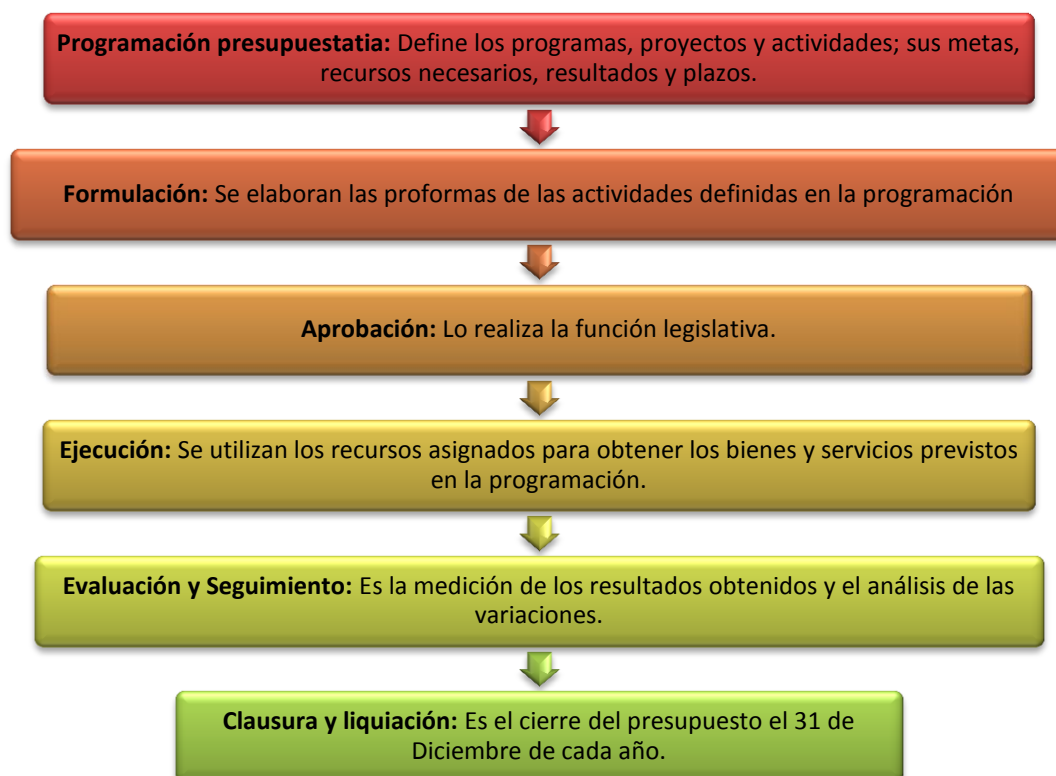 Programación presupuestatia: Define los programas, proyectos y actividades; sus metas,
recursos necesarios, resultados y plazos.
Formulación: Se elaboran las proformas de las actividades definidas en la programación
Aprobación: Lo realiza la función legislativa.
Ejecución: Se utilizan los recursos asignados para obtener los bienes y servicios previstos
en la programación.
Evaluación y Seguimiento: Es la medición de los resultados obtenidos y el análisis de las
variaciones.
Clausura y liquiación: Es el cierre del presupuesto el 31 de
Diciembre de cada año.